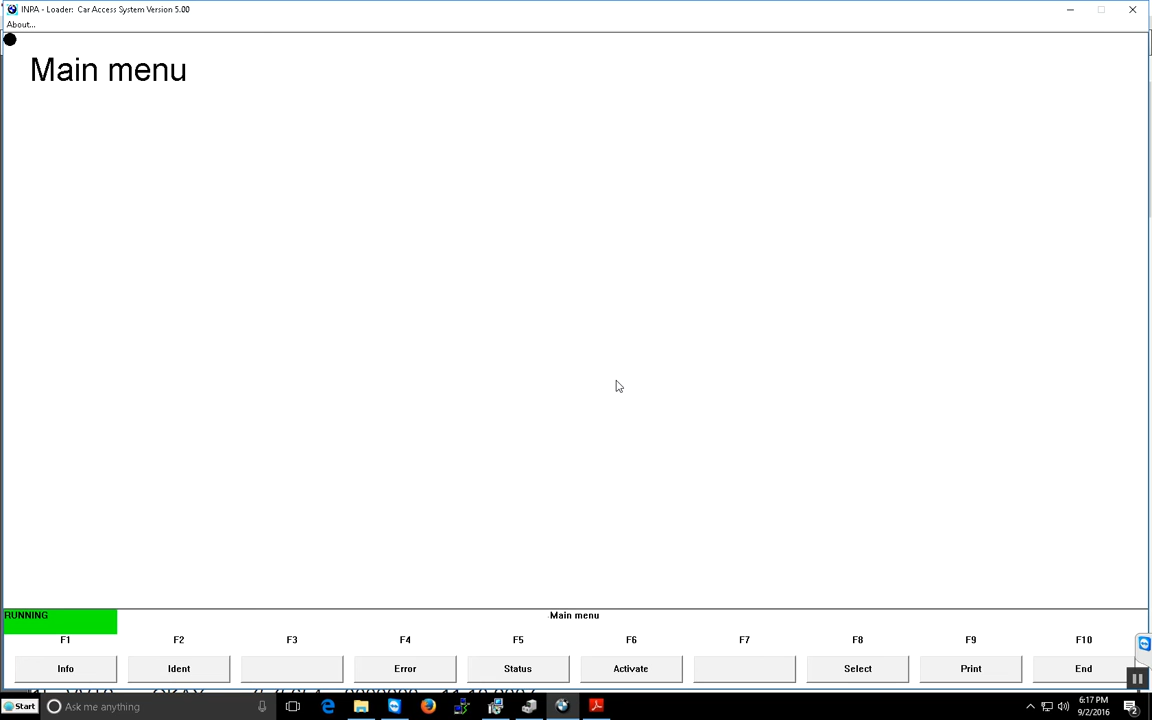 INPA - Loader: Car Access System Version 5.00
About...
Main menu
RUNNING
Main menu
F1 F2 F3 F4 F5 F6 F7 F8 F9 F10
Info Ident Error Status Activate Select Print End
Start
Ask me anything
6:17 PM
9/2/2016
2